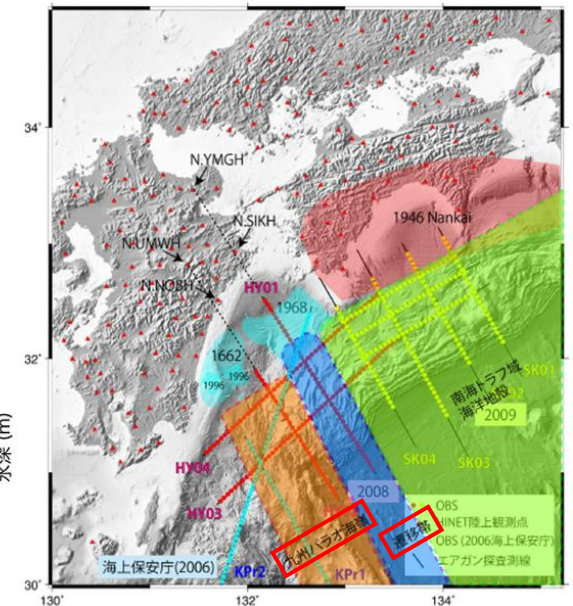 34˚
N.YMGH
1946 Nankai
N.SIKH
N.UMWH
N.NOBH
HY01
1968
32˚
1662
1996
1996
SK01
南海トラフ域
海洋地殻
2009
水深 (m)
HY04
SK04
SK03
HY03
2008
OBS
遷移帯
HINET陸上観測点
OBS (2006海上保安庁)
九州パラオ海嶺
エアガン探査測線
海上保安庁(2006)
KPr2
KPr1
30˚
130˚
132˚
134˚